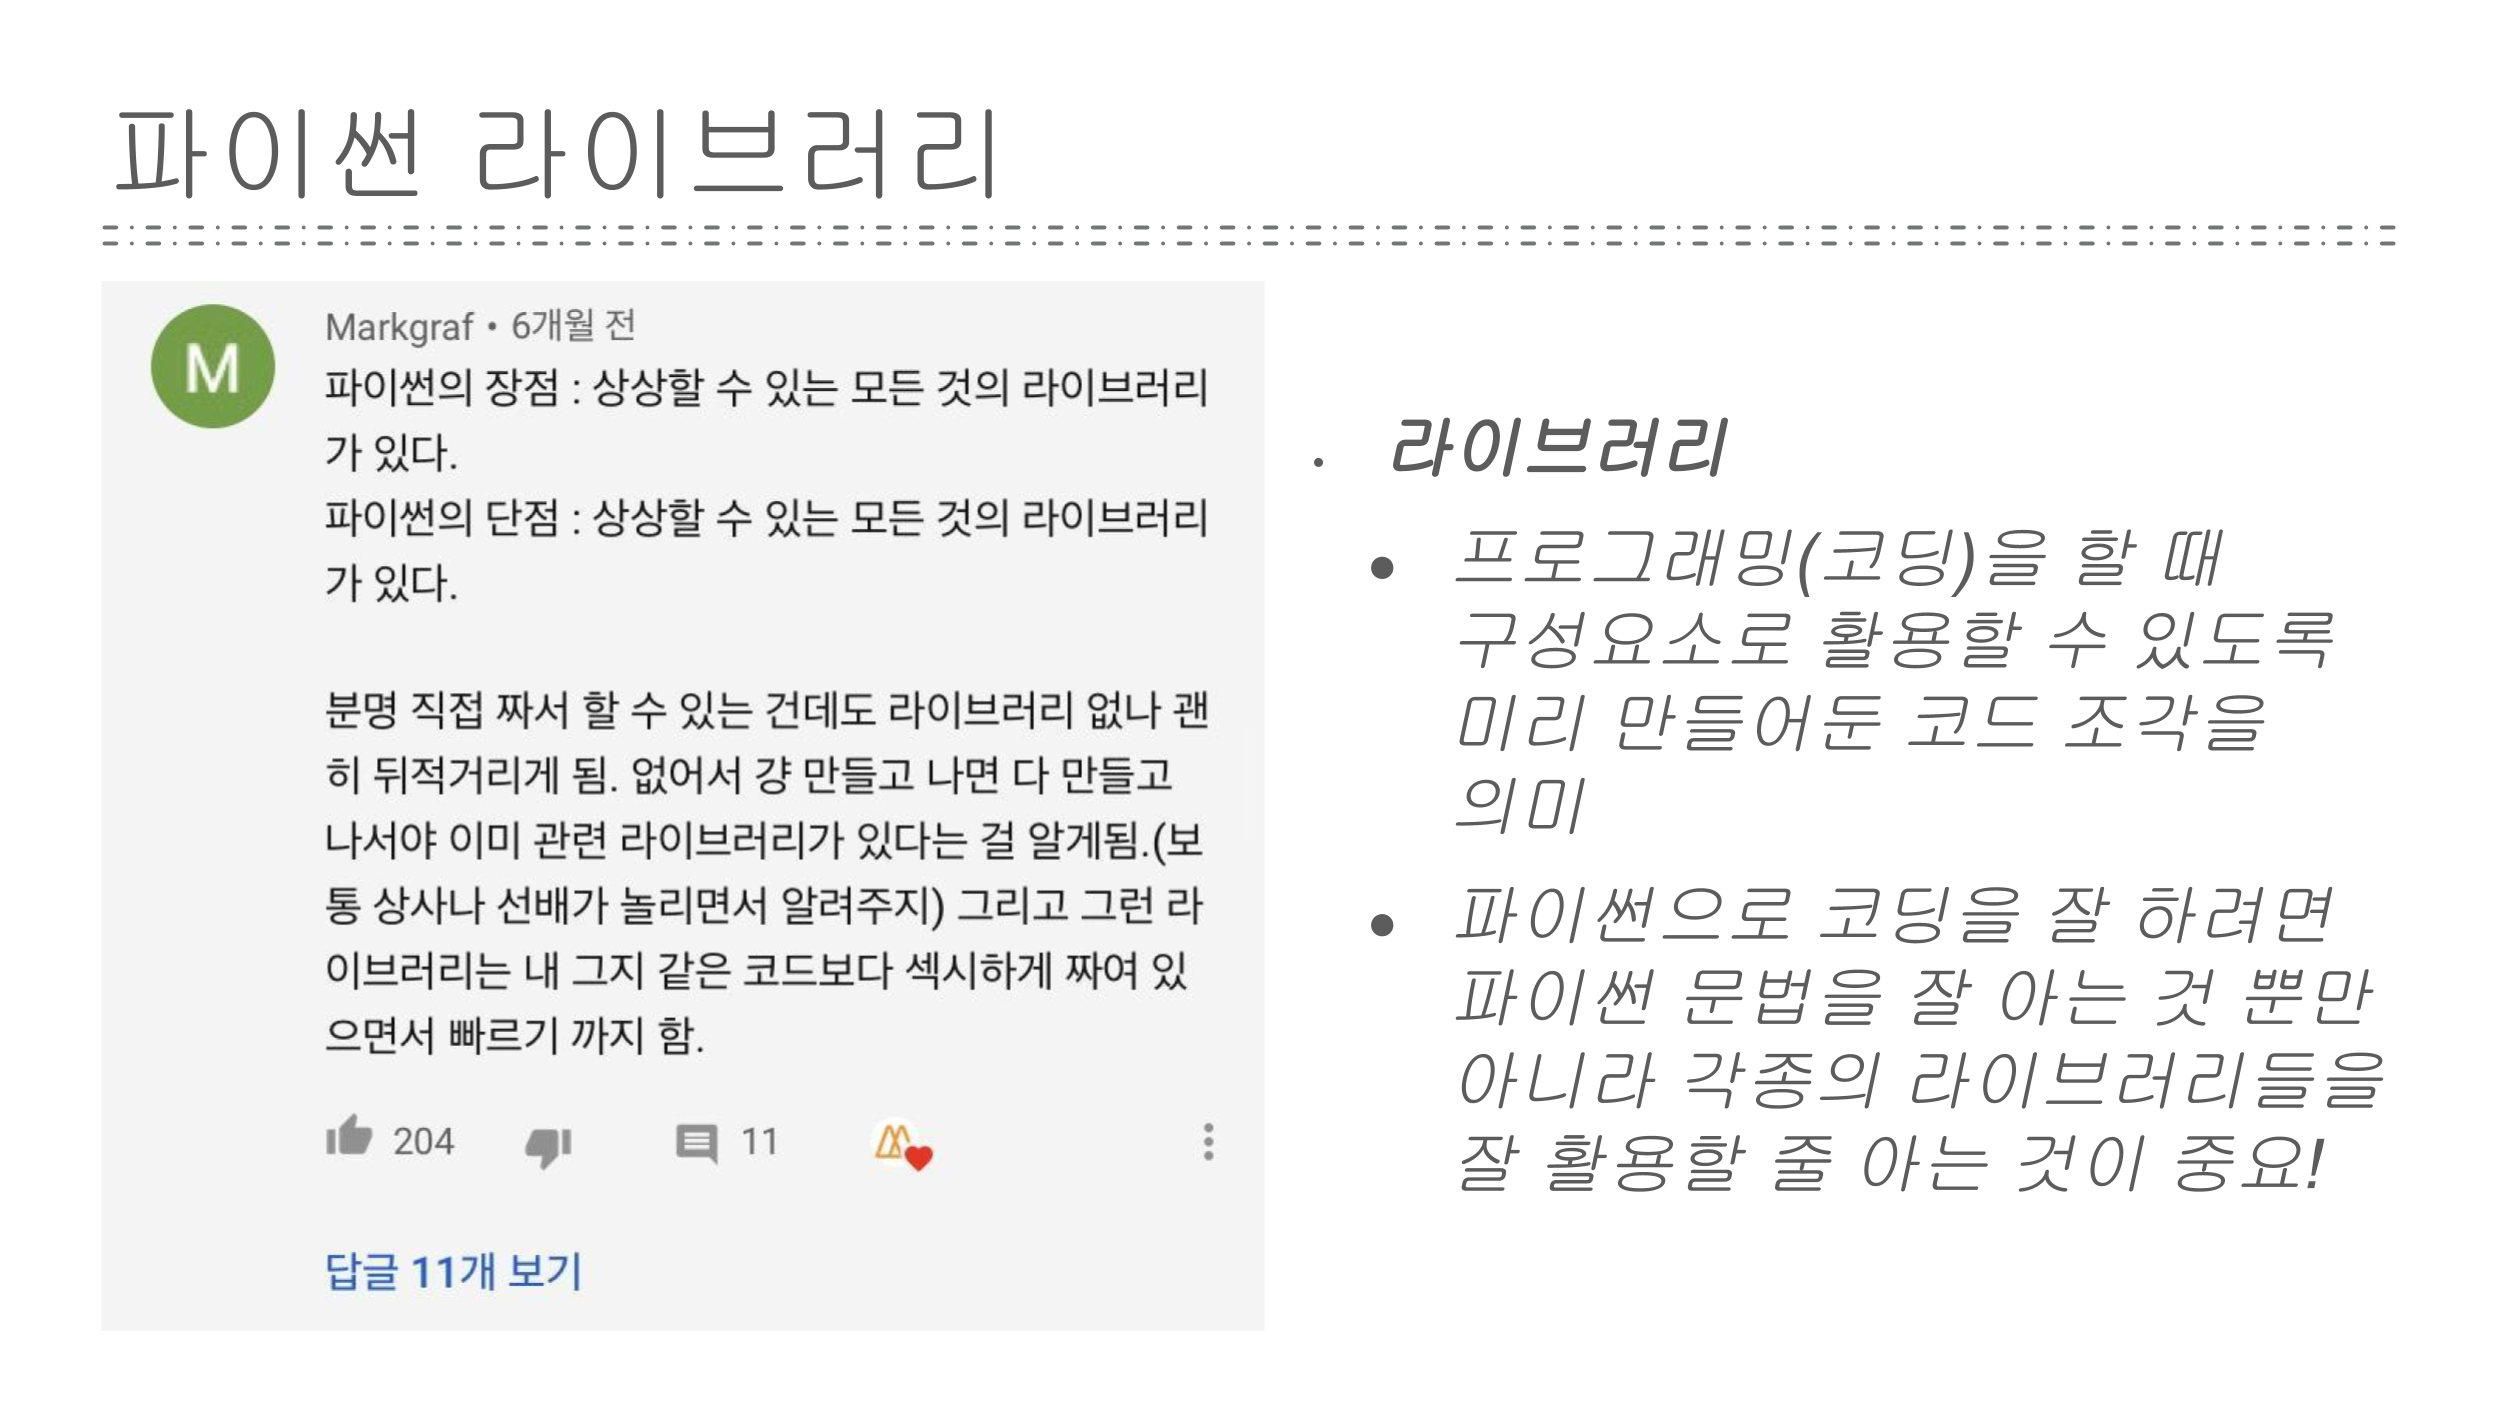 파이썬 라이브러리
M
Markgraf • 6개월 전
파이썬의 장점 : 상상할 수 있는 모든 것의 라이브러리
가 있다.
파이썬의 단점 : 상상할 수 있는 모든 것의 라이브러리
가 있다.
분명 직접 짜서 할 수 있는 건데도 라이브러리 없나 괜
히 뒤적거리게 됨. 없어서 걍 만들고 나면 다 만들고
나서야 이미 관련 라이브러리가 있다는 걸 알게됨.(보
통 상사나 선배가 놀리면서 알려주지) 그리고 그런 라
이브러리는 내 그지 같은 코드보다 섹시하게 짜여 있
으면서 빠르기 까지 함.
204 11
답글 11개 보기
• 라이브러리
• 프로그래밍(코딩)을 할 때
구성요소로 활용할 수 있도록
미리 만들어둔 코드 조각을
의미
• 파이썬으로 코딩을 잘 하려면
파이썬 문법을 잘 아는 것 뿐만
아니라 각종의 라이브러리들을
잘 활용할 줄 아는 것이 중요!